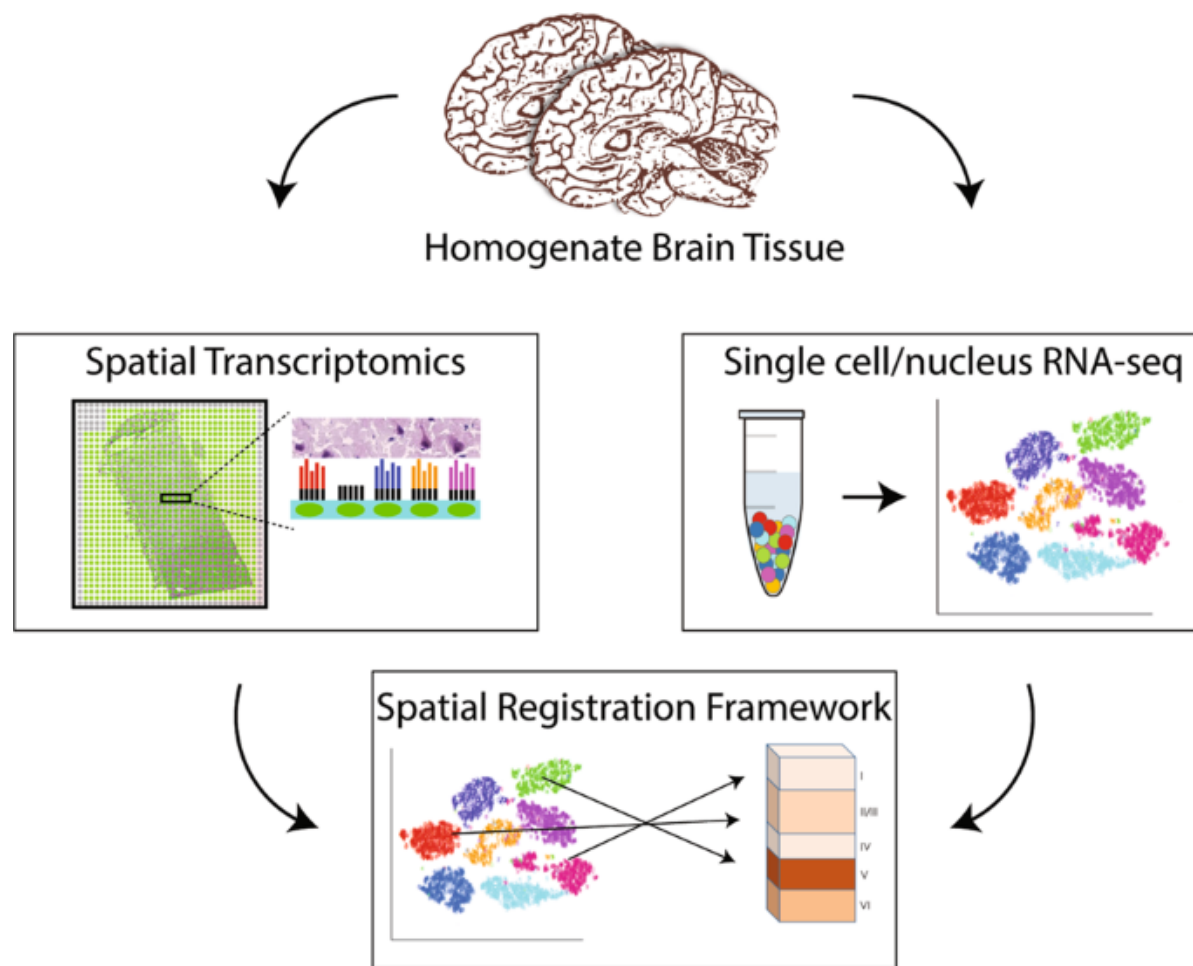 Homogenate Brain Tissue
Spatial Transcriptomics
Single cell/nucleus RNA-seq
Spatial Registration Framework
I
II/III
IV
V
VI